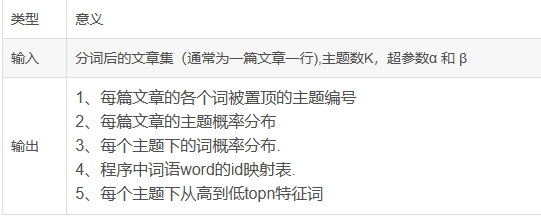 类型 意义
输入 分词后的文章集（通常为一篇文章一行),主题数K，超参数α 和 β
输出
1、每篇文章的各个词被置顶的主题编号
2、每篇文章的主题概率分布
3、每个主题下的词概率分布.
4、程序中词语word的id映射表.
5、每个主题下从高到低topn特征词